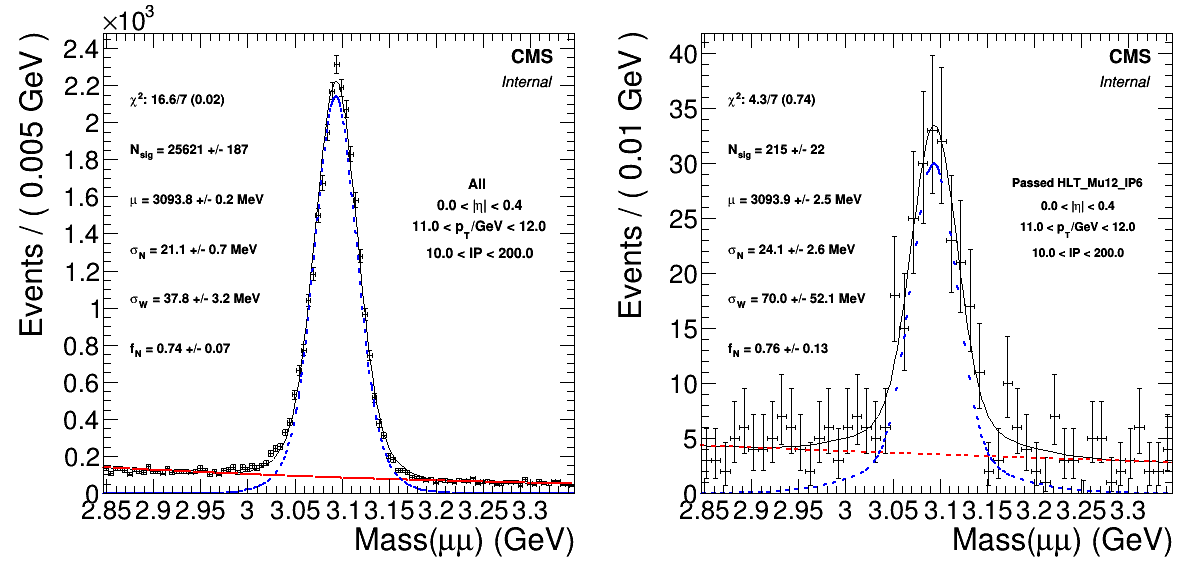 ×10³
Events / ( 0.005 GeV )
2.4
2.2
2
1.8
1.6
1.4
1.2
1
0.8
0.6
0.4
0.2
0
CMS
Internal
χ²: 16.6/7 (0.02)
N_sig = 25621 +/- 187
μ = 3093.8 +/- 0.2 MeV
σ_N = 21.1 +/- 0.7 MeV
σ_W = 37.8 +/- 3.2 MeV
f_N = 0.74 +/- 0.07
All
0.0 < |η| < 0.4
11.0 < p_T/GeV < 12.0
10.0 < IP < 200.0
2.85 2.9 2.95 3 3.05 3.1 3.15 3.2 3.25 3.3
Mass(μμ) (GeV)
Events / ( 0.01 GeV )
40
35
30
25
20
15
10
5
0
CMS
Internal
χ²: 4.3/7 (0.74)
N_sig = 215 +/- 22
μ = 3093.9 +/- 2.5 MeV
σ_N = 24.1 +/- 2.6 MeV
σ_W = 70.0 +/- 52.1 MeV
f_N = 0.76 +/- 0.13
Passed HLT_Mu12_IP6
0.0 < |η| < 0.4
11.0 < p_T/GeV < 12.0
10.0 < IP < 200.0
2.85 2.9 2.95 3 3.05 3.1 3.15 3.2 3.25 3.3
Mass(μμ) (GeV)